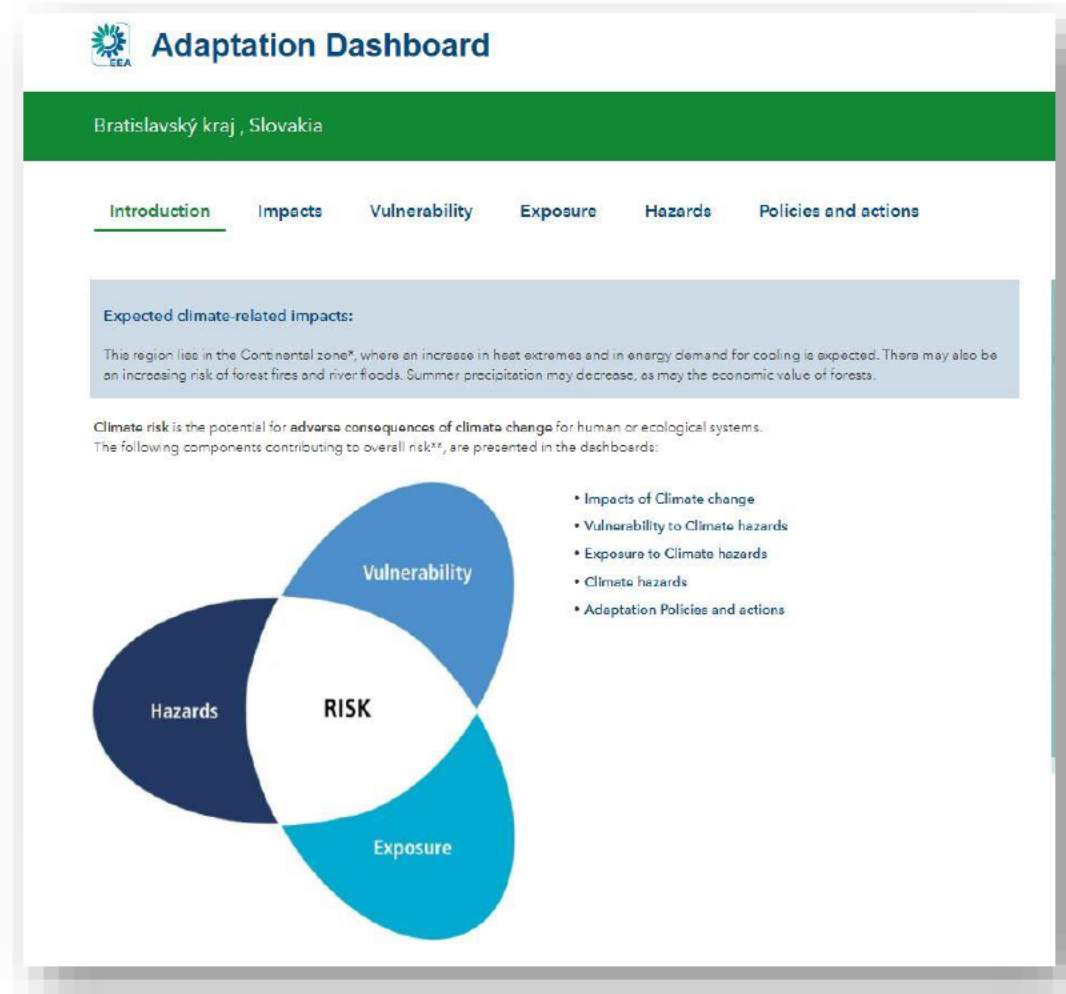 EEA
Adaptation Dashboard
Bratislavský kraj , Slovakia
Introduction Impacts Vulnerability Exposure Hazards Policies and actions
Expected climate-related impacts:
This region lies in the Continental zone*, where an increase in heat extremes and in energy demand for cooling is expected. There may also be
an increasing risk of forest fires and river floods. Summer precipitation may decrease, as may the economic value of forests.
Climate risk is the potential for adverse consequences of climate change for human or ecological systems.
The following components contributing to overall risk**, are presented in the dashboards:
• Impacts of Climate change
• Vulnerability to Climate hazards
• Exposure to Climate hazards
• Climate hazards
• Adaptation Policies and actions
Vulnerability
Hazards
RISK
Exposure